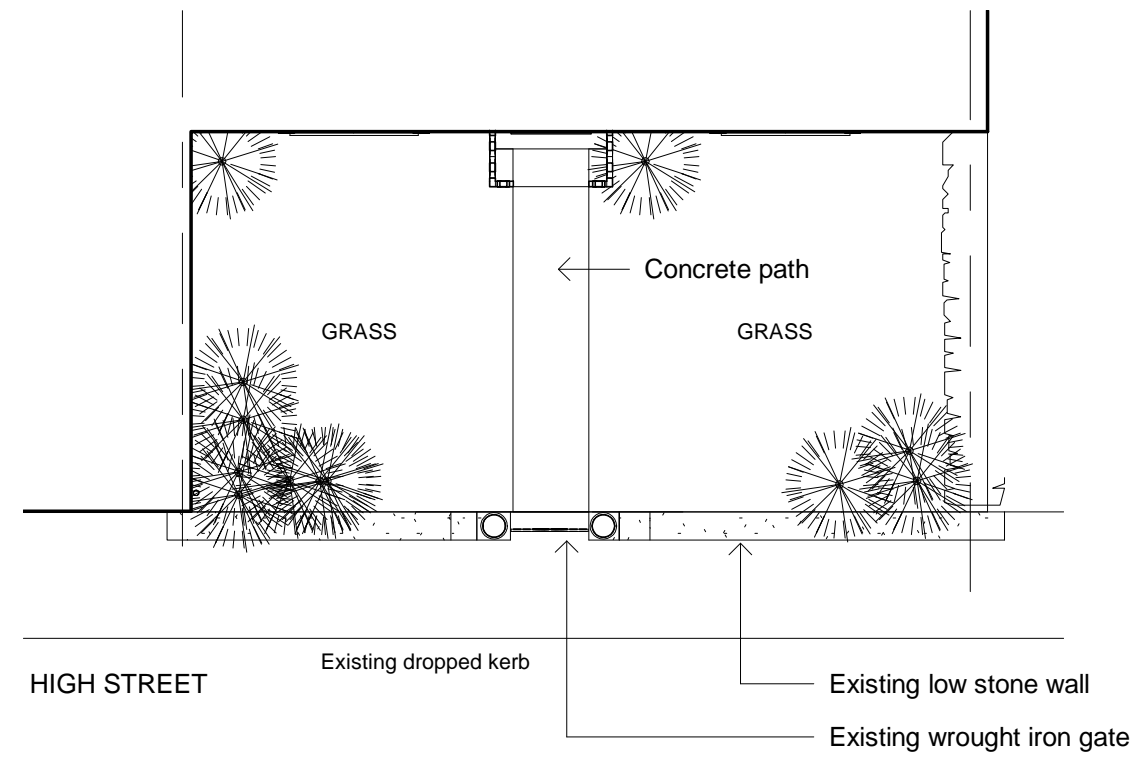 Concrete path
GRASS
GRASS
Existing dropped kerb
HIGH STREET
Existing low stone wall
Existing wrought iron gate